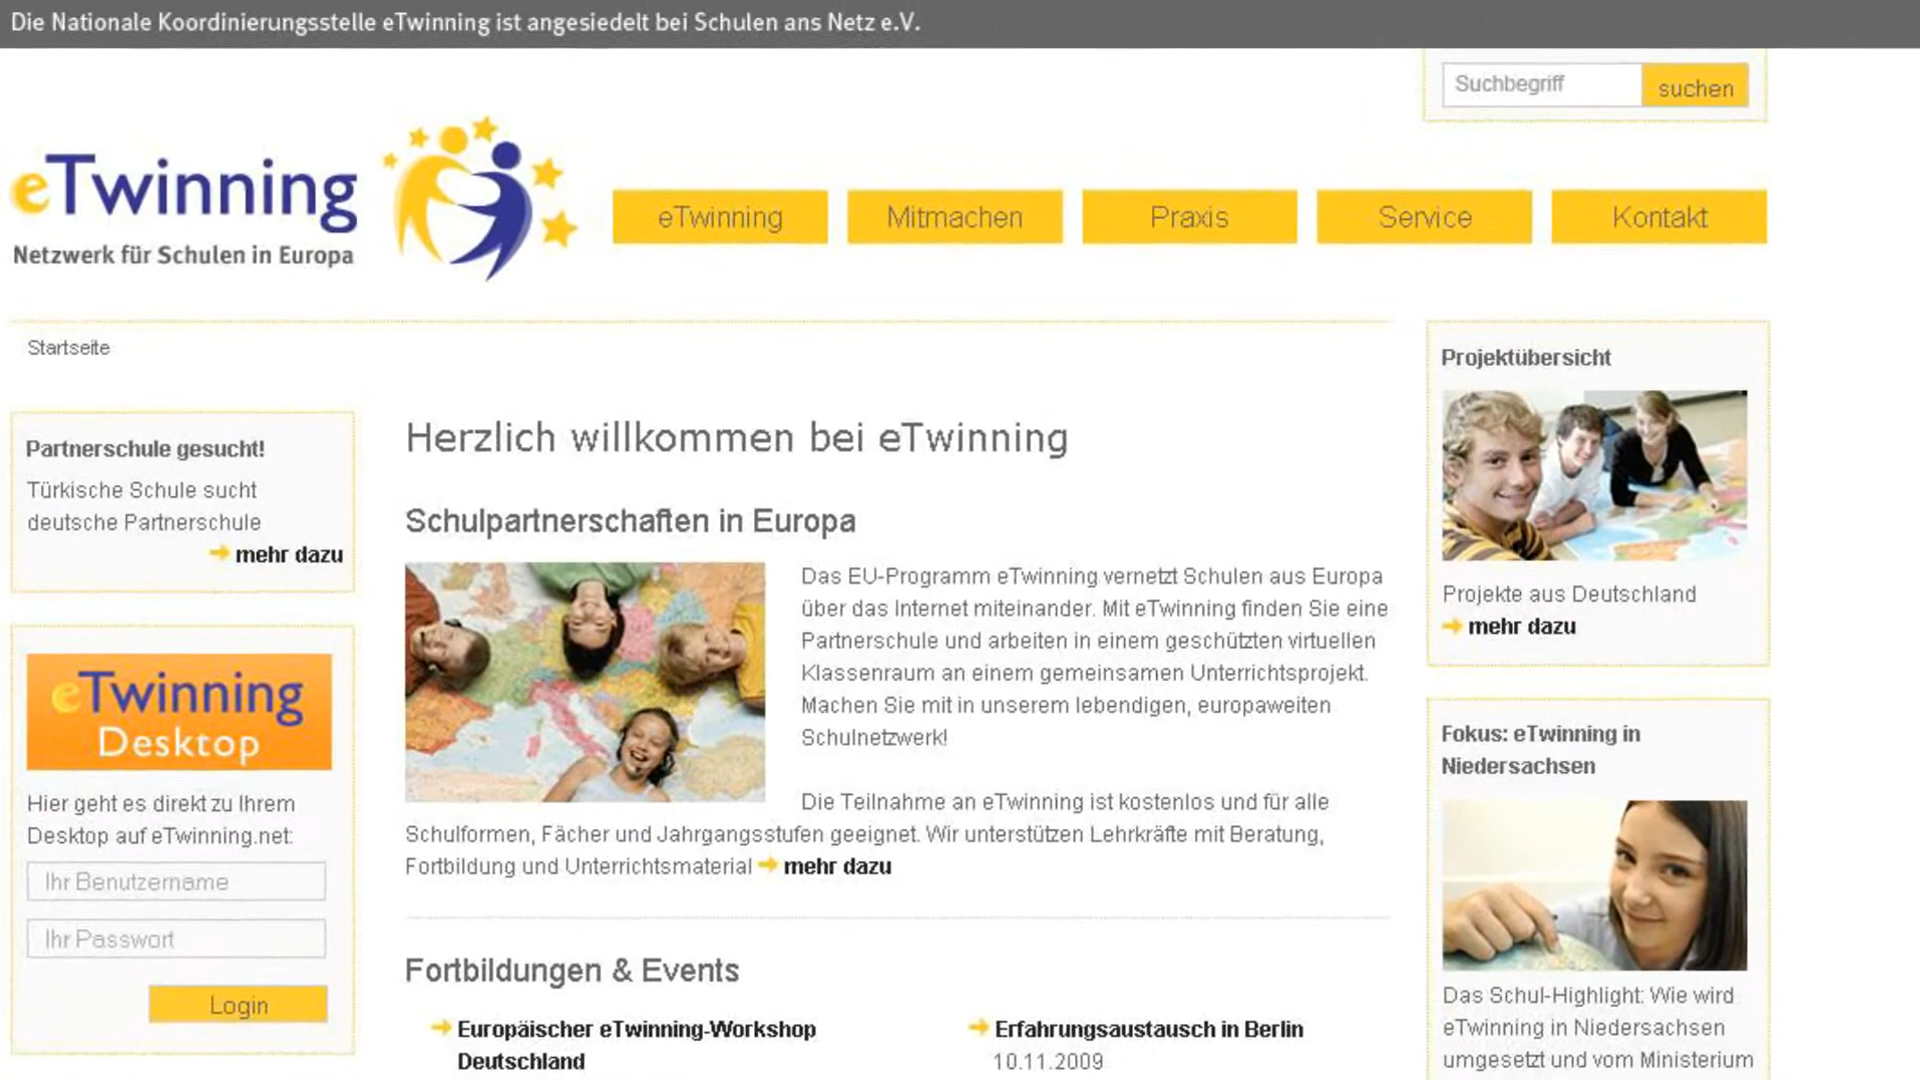 Die Nationale Koordinierungsstelle eTwinning ist angesiedelt bei Schulen ans Netz e.V.
Suchbegriff
suchen
eTwinning
Netzwerk für Schulen in Europa
eTwinning
Mitmachen
Praxis
Service
Kontakt
Startseite
Partnerschule gesucht!
Türkische Schule sucht
deutsche Partnerschule
mehr dazu
eTwinning
Desktop
Hier geht es direkt zu Ihrem
Desktop auf eTwinning.net:
Ihr Benutzername
Ihr Passwort
Login
Herzlich willkommen bei eTwinning
Schulpartnerschaften in Europa
Das EU-Programm eTwinning vernetzt Schulen aus Europa
über das Internet miteinander. Mit eTwinning finden Sie eine
Partnerschule und arbeiten in einem geschützten virtuellen
Klassenraum an einem gemeinsamen Unterrichtsprojekt.
Machen Sie mit in unserem lebendigen, europaweiten
Schulnetzwerk!
Die Teilnahme an eTwinning ist kostenlos und für alle
Schulformen, Fächer und Jahrgangsstufen geeignet. Wir unterstützen Lehrkräfte mit Beratung,
Fortbildung und Unterrichtsmaterial mehr dazu
Fortbildungen & Events
Europäischer eTwinning-Workshop
Deutschland
Erfahrungsaustausch in Berlin
10.11.2009
Projektübersicht
Projekte aus Deutschland
mehr dazu
Fokus: eTwinning in
Niedersachsen
Das Schul-Highlight: Wie wird
eTwinning in Niedersachsen
umgesetzt und vom Ministerium